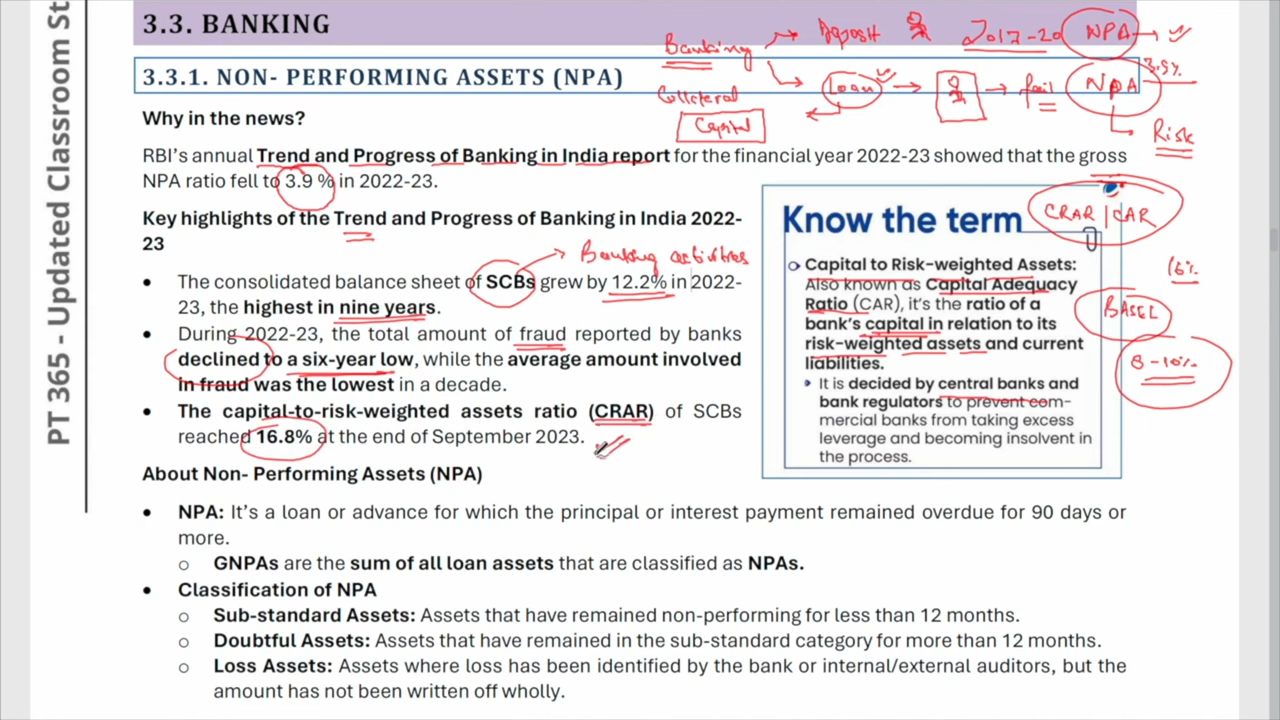 PT 365 - Updated Classroom St
3.3. BANKING
Banking
Deposit
2017-20
NPA
3.3.1. NON- PERFORMING ASSETS (NPA)
Loan
fail
NPA
3.9%
Collateral
Capital
Risk
Why in the news?
RBI's annual Trend and Progress of Banking in India report for the financial year 2022-23 showed that the gross
NPA ratio fell to 3.9 % in 2022-23.
Key highlights of the Trend and Progress of Banking in India 2022-
23
Banking activities
• The consolidated balance sheet of SCBs grew by 12.2% in 2022-
23, the highest in nine years.
• During 2022-23, the total amount of fraud reported by banks
declined to a six-year low, while the average amount involved
in fraud was the lowest in a decade.
• The capital-to-risk-weighted assets ratio (CRAR) of SCBs
reached 16.8% at the end of September 2023.
Know the term
CRAR | CAR
Capital to Risk-weighted Assets:
Also known as Capital Adequacy
Ratio (CAR), it's the ratio of a
bank's capital in relation to its
risk-weighted assets and current
liabilities.
• It is decided by central banks and
bank regulators to prevent com-
mercial banks from taking excess
leverage and becoming insolvent in
the process.
16%
BASEL
8-10%
About Non- Performing Assets (NPA)
• NPA: It's a loan or advance for which the principal or interest payment remained overdue for 90 days or
more.
o GNPAs are the sum of all loan assets that are classified as NPAs.
• Classification of NPA
o Sub-standard Assets: Assets that have remained non-performing for less than 12 months.
o Doubtful Assets: Assets that have remained in the sub-standard category for more than 12 months.
o Loss Assets: Assets where loss has been identified by the bank or internal/external auditors, but the
amount has not been written off wholly.